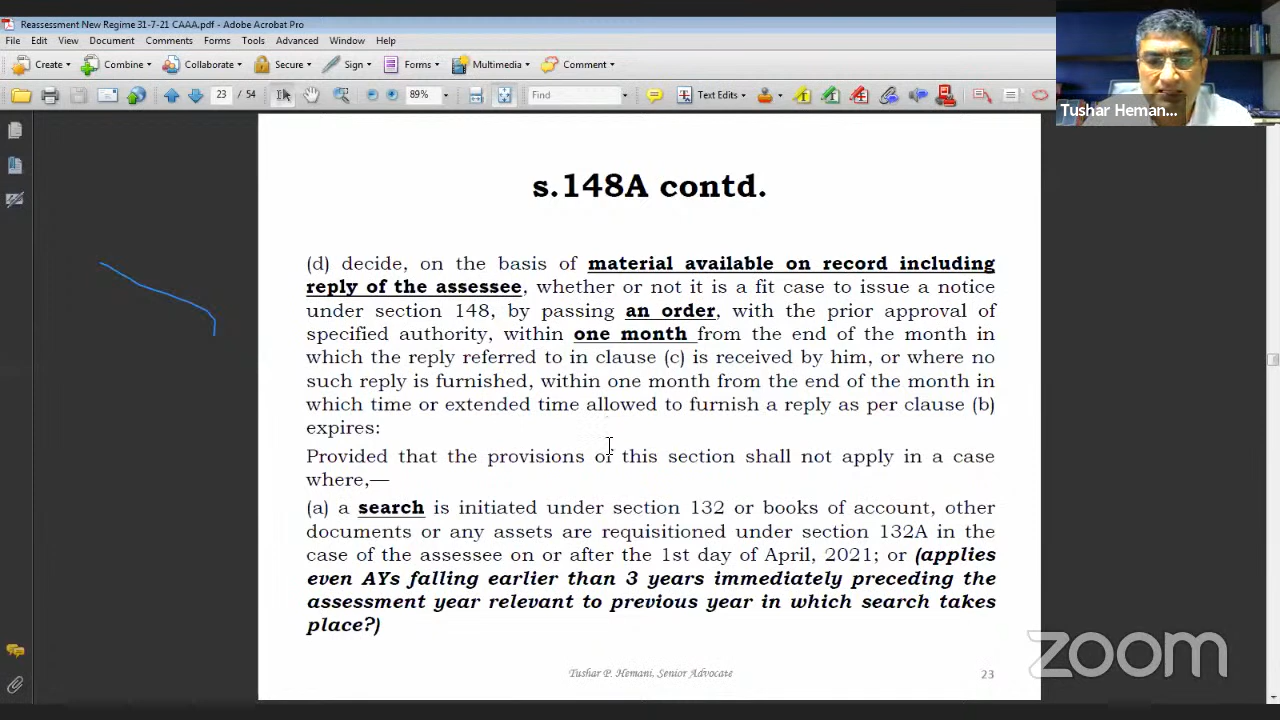 Reassessment New Regime 31-7-21 CAAA.pdf - Adobe Acrobat Pro
File Edit View Document Comments Forms Tools Advanced Window Help
Create Combine Collaborate Secure Sign Forms Multimedia Comment
23 / 54 89% Find Text Edits
Tushar Heman...
s.148A contd.
(d) decide, on the basis of material available on record including
reply of the assessee, whether or not it is a fit case to issue a notice
under section 148, by passing an order, with the prior approval of
specified authority, within one month from the end of the month in
which the reply referred to in clause (c) is received by him, or where no
such reply is furnished, within one month from the end of the month in
which time or extended time allowed to furnish a reply as per clause (b)
expires:
Provided that the provisions of this section shall not apply in a case
where,—
(a) a search is initiated under section 132 or books of account, other
documents or any assets are requisitioned under section 132A in the
case of the assessee on or after the 1st day of April, 2021; or (applies
even AYs falling earlier than 3 years immediately preceding the
assessment year relevant to previous year in which search takes
place?)
Tushar P. Hemani, Senior Advocate
23
zoom